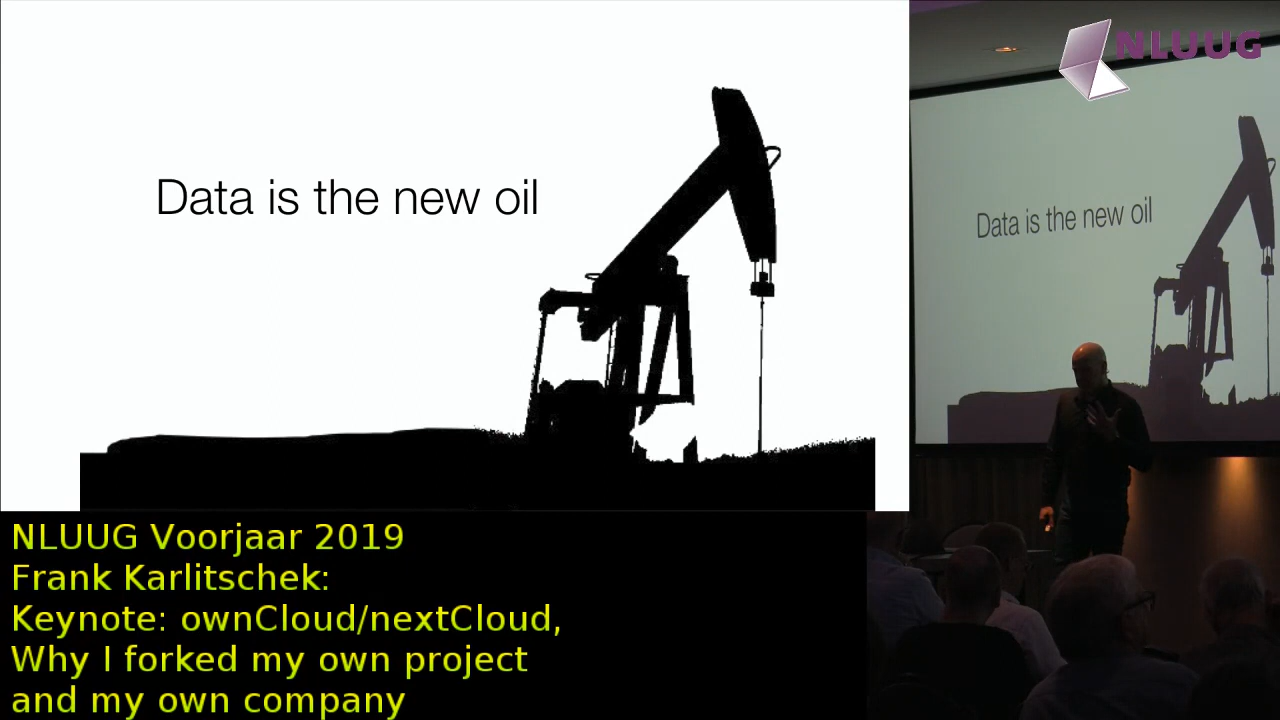 Data is the new oil
NLUUG
Data is the new oil
NLUUG Voorjaar 2019
Frank Karlitschek:
Keynote: ownCloud/nextCloud,
Why I forked my own project
and my own company